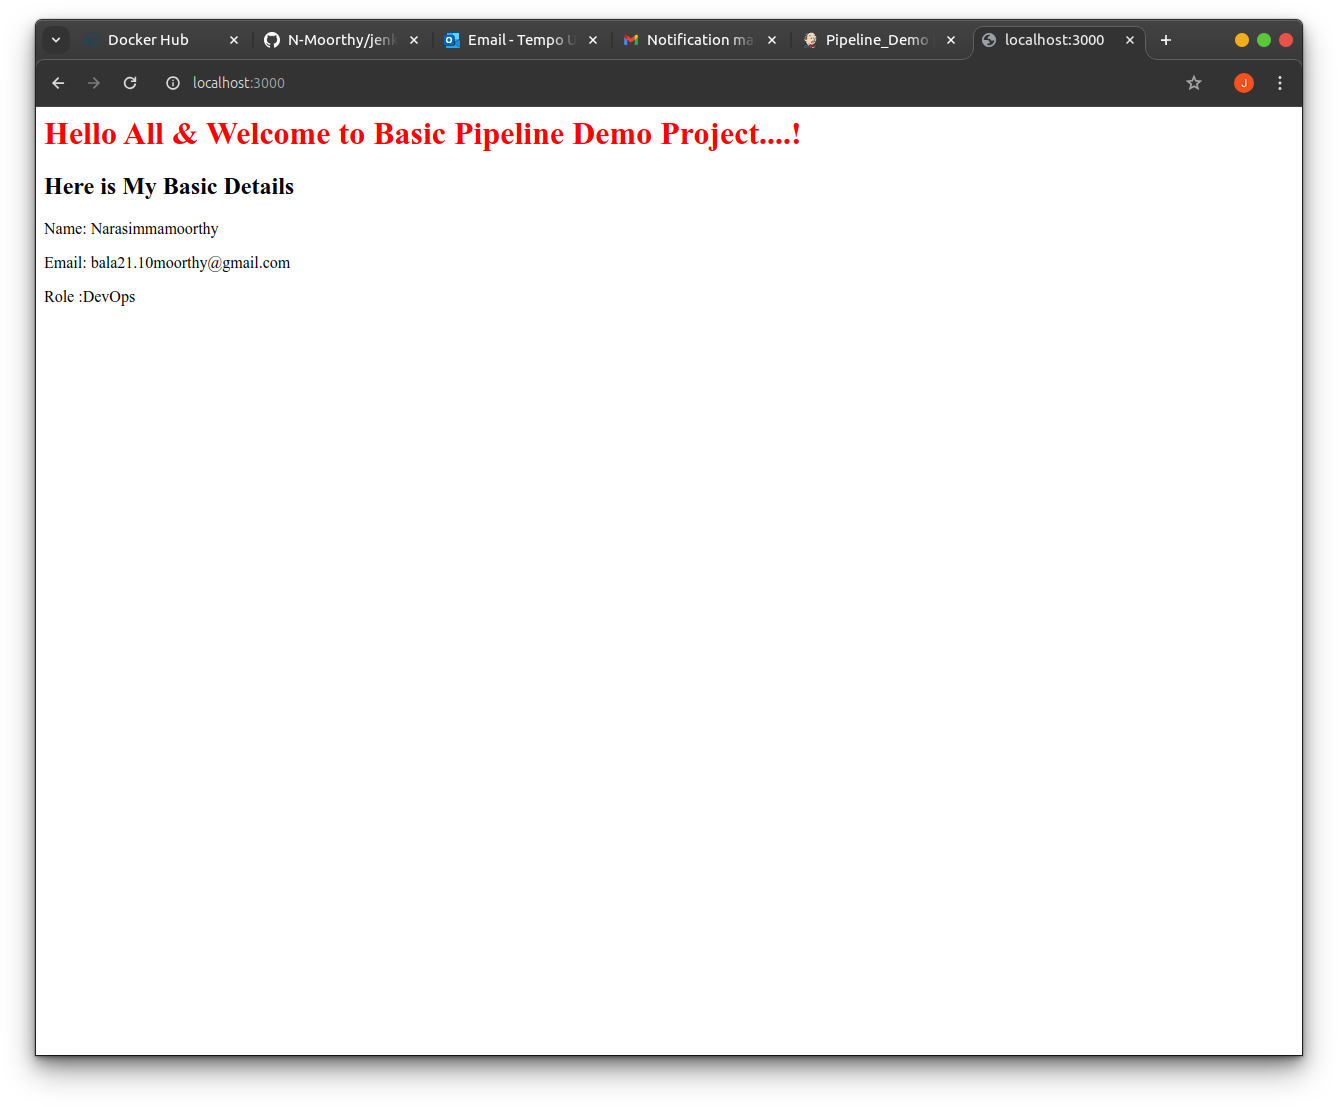 Docker Hub
N-Moorthy/jenk
Email - Tempo U
Notification ma
Pipeline_Demo
localhost:3000
localhost:3000
J
Hello All & Welcome to Basic Pipeline Demo Project....!
Here is My Basic Details
Name: Narasimmamoorthy
Email: bala21.10moorthy@gmail.com
Role :DevOps